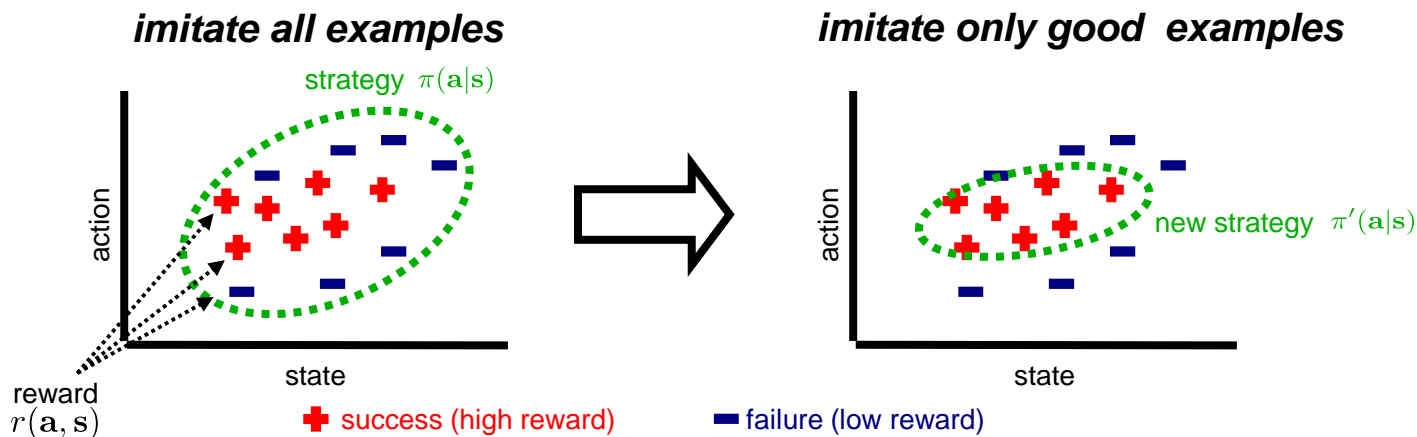 imitate all examples
imitate only good examples
strategy π(a|s)
action
state
reward
r(a, s)
action
new strategy π′(a|s)
state
success (high reward)
failure (low reward)